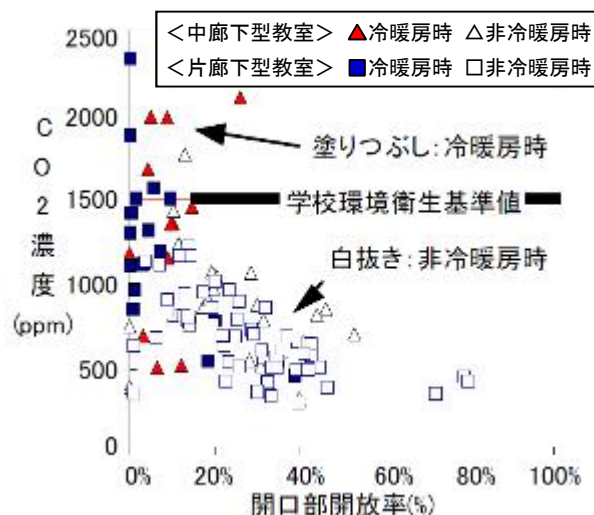 ＜中廊下型教室＞ ▲冷暖房時 △非冷暖房時
＜片廊下型教室＞ ■冷暖房時 □非冷暖房時
2500
2000
1500
1000
500
0
CO2濃度
(ppm)
塗りつぶし:冷暖房時
学校環境衛生基準値
白抜き:非冷暖房時
0% 20% 40% 60% 80% 100%
開口部開放率(%)